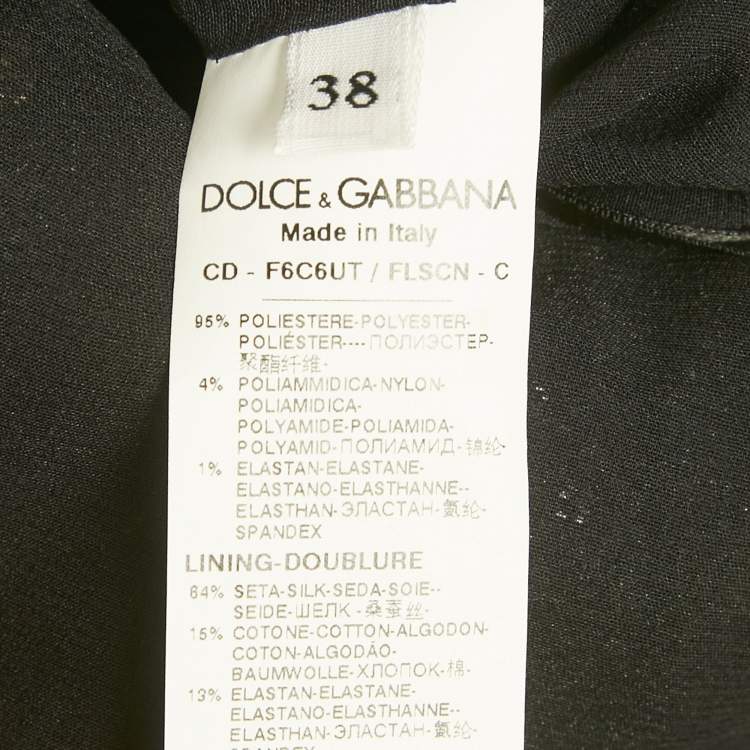 38
DOLCE & GABBANA
Made in Italy
CD - F6C6UT / FLSCN - C
95% POLIESTERE-POLYESTER-
POLIÉSTER----ПОЛИЭСТЕР-
聚酯纤维-
4% POLIAMMIDICA-NYLON-
POLIAMIDICA-
POLYAMIDE-POLIAMIDA-
POLYAMID-ПОЛИАМИД-锦纶-
1% ELASTAN-ELASTANE-
ELASTANO-ELASTHANNE--
ELASTHAN-ЭЛАСТАН-氨纶-
SPANDEX
LINING-DOUBLURE
64% SETA-SILK-SEDA-SOIE--
SEIDE-ШЕЛК -桑蚕丝-
15% COTONE-COTTON-ALGODON-
COTON-ALGODÃO-
BAUMWOLLE-ХЛОПОК-棉-
13% ELASTAN-ELASTANE-
ELASTANO-ELASTHANNE--
ELASTHAN-ЭЛАСТАН-氨纶-
SPANDEX